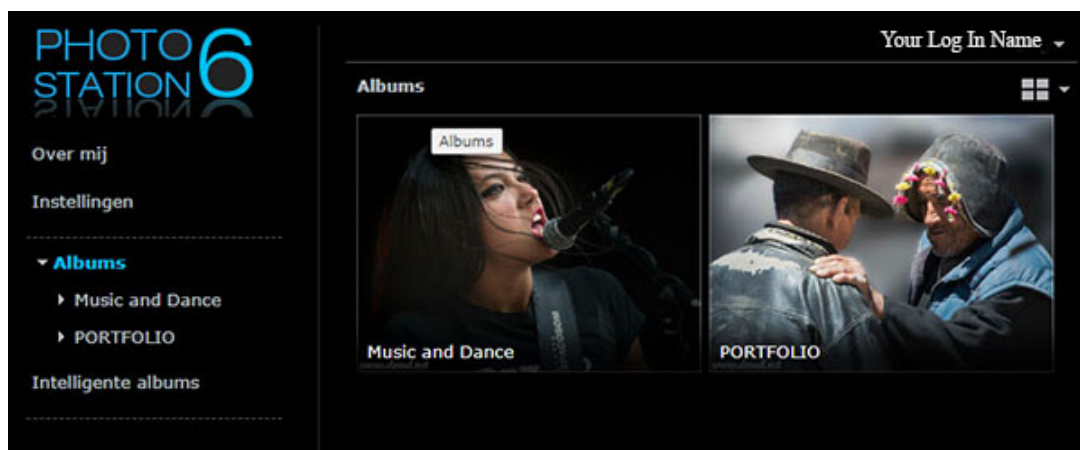 PHOTO
STATION 6
Your Log In Name
Over mij
Instellingen
Albums
Music and Dance
PORTFOLIO
Intelligente albums
Albums
Albums
Music and Dance
PORTFOLIO